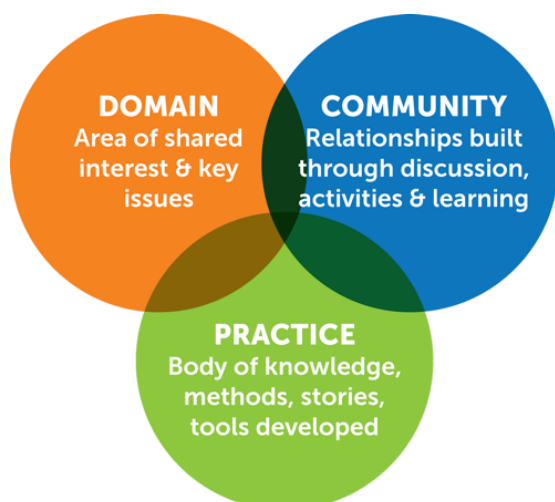 DOMAIN
Area of shared
interest & key
issues
COMMUNITY
Relationships built
through discussion,
activities & learning
PRACTICE
Body of knowledge,
methods, stories,
tools developed